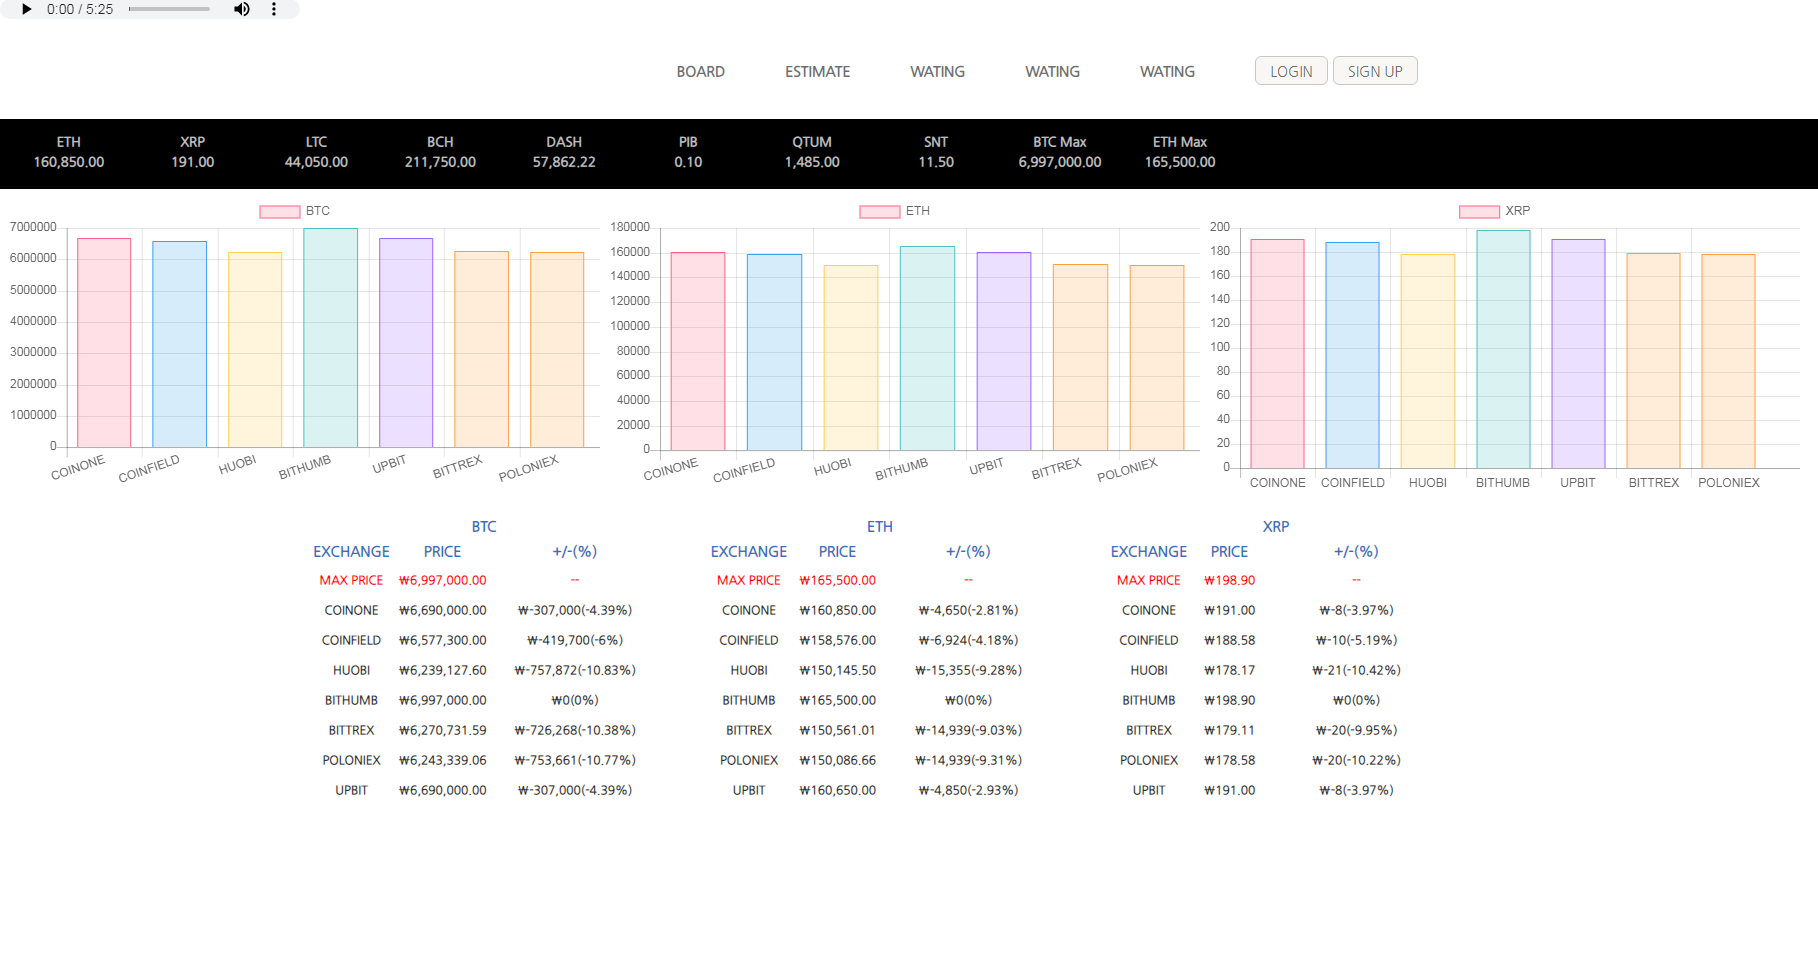 0:00 / 5:25
BOARD ESTIMATE WATING WATING WATING LOGIN SIGN UP
ETH XRP LTC BCH DASH PIB QTUM SNT BTC Max ETH Max
160,850.00 191.00 44,050.00 211,750.00 57,862.22 0.10 1,485.00 11.50 6,997,000.00 165,500.00
BTC
7000000
6000000
5000000
4000000
3000000
2000000
1000000
0
COINONE COINFIELD HUOBI BITHUMB UPBIT BITTREX POLONIEX
ETH
180000
160000
140000
120000
100000
80000
60000
40000
20000
0
COINONE COINFIELD HUOBI BITHUMB UPBIT BITTREX POLONIEX
XRP
200
180
160
140
120
100
80
60
40
20
0
COINONE COINFIELD HUOBI BITHUMB UPBIT BITTREX POLONIEX
BTC
EXCHANGE PRICE +/-(%)
MAX PRICE ₩6,997,000.00 --
COINONE ₩6,690,000.00 ₩-307,000(-4.39%)
COINFIELD ₩6,577,300.00 ₩-419,700(-6%)
HUOBI ₩6,239,127.60 ₩-757,872(-10.83%)
BITHUMB ₩6,997,000.00 ₩0(0%)
BITTREX ₩6,270,731.59 ₩-726,268(-10.38%)
POLONIEX ₩6,243,339.06 ₩-753,661(-10.77%)
UPBIT ₩6,690,000.00 ₩-307,000(-4.39%)
ETH
EXCHANGE PRICE +/-(%)
MAX PRICE ₩165,500.00 --
COINONE ₩160,850.00 ₩-4,650(-2.81%)
COINFIELD ₩158,576.00 ₩-6,924(-4.18%)
HUOBI ₩150,145.50 ₩-15,355(-9.28%)
BITHUMB ₩165,500.00 ₩0(0%)
BITTREX ₩150,561.01 ₩-14,939(-9.03%)
POLONIEX ₩150,086.66 ₩-14,939(-9.31%)
UPBIT ₩160,650.00 ₩-4,850(-2.93%)
XRP
EXCHANGE PRICE +/-(%)
MAX PRICE ₩198.90 --
COINONE ₩191.00 ₩-8(-3.97%)
COINFIELD ₩188.58 ₩-10(-5.19%)
HUOBI ₩178.17 ₩-21(-10.42%)
BITHUMB ₩198.90 ₩0(0%)
BITTREX ₩179.11 ₩-20(-9.95%)
POLONIEX ₩178.58 ₩-20(-10.22%)
UPBIT ₩191.00 ₩-8(-3.97%)